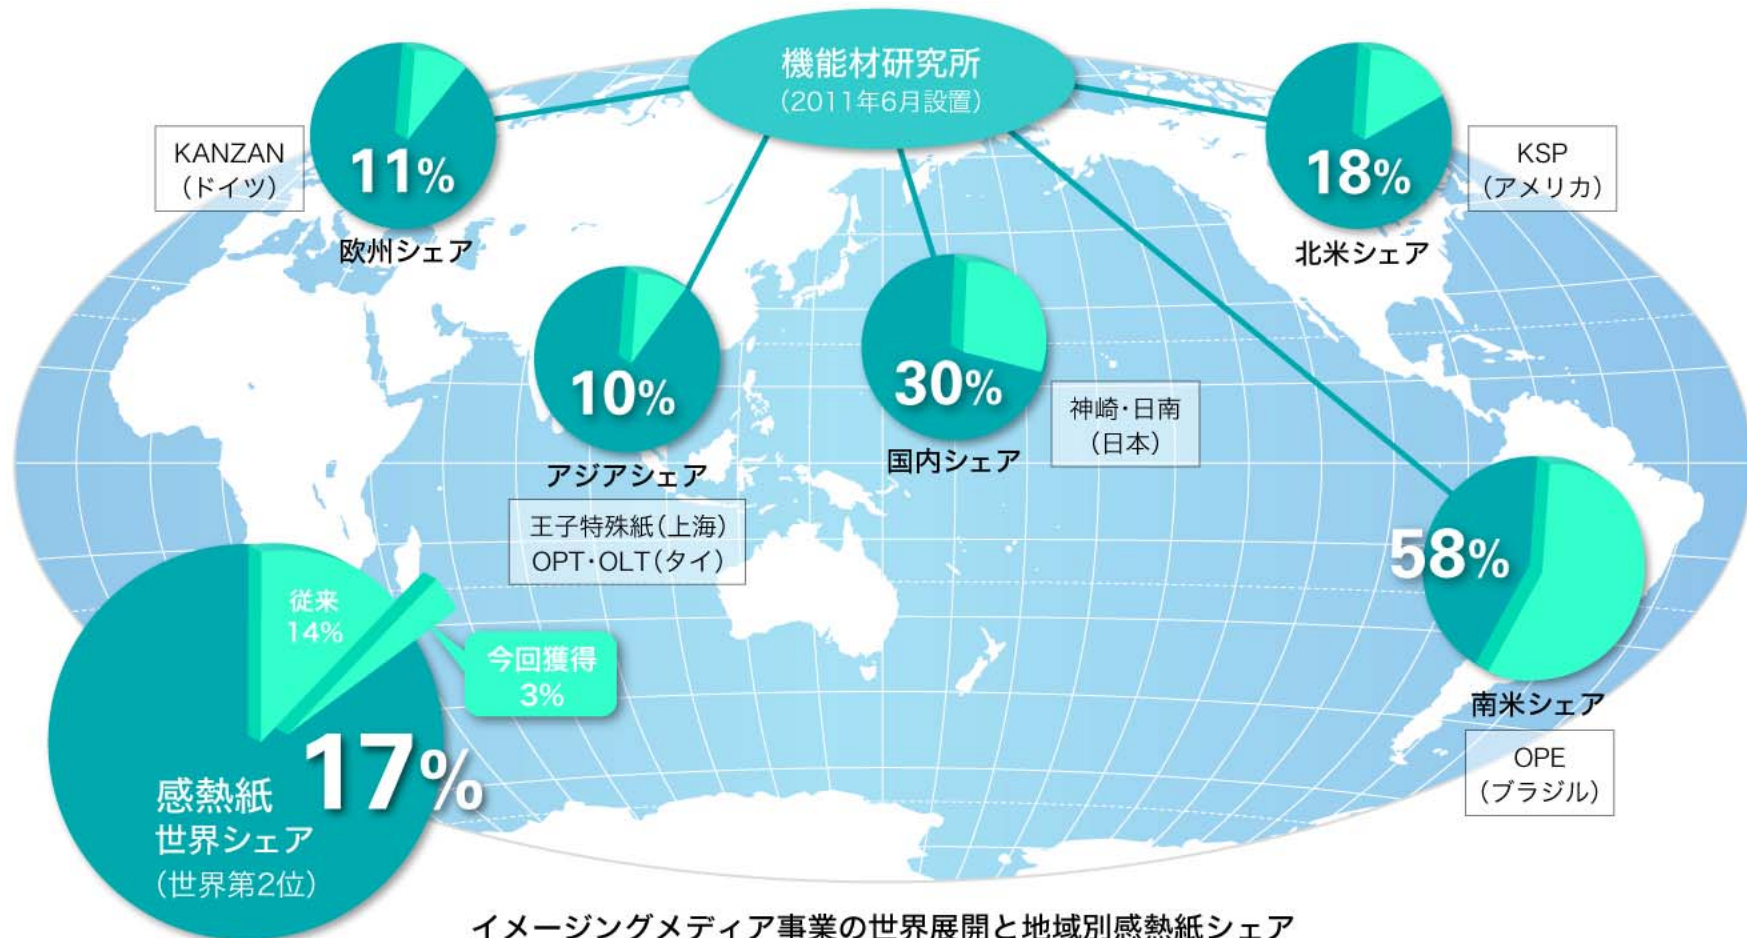 機能材研究所
(2011年6月設置)
KANZAN
(ドイツ)
11%
欧州シェア
18%
北米シェア
KSP
(アメリカ)
10%
アジアシェア
王子特殊紙(上海)
OPT・OLT(タイ)
30%
国内シェア
神崎・日南
(日本)
58%
南米シェア
OPE
(ブラジル)
従来
14%
今回獲得
3%
17%
感熱紙
世界シェア
(世界第2位)
イメージングメディア事業の世界展開と地域別感熱紙シェア